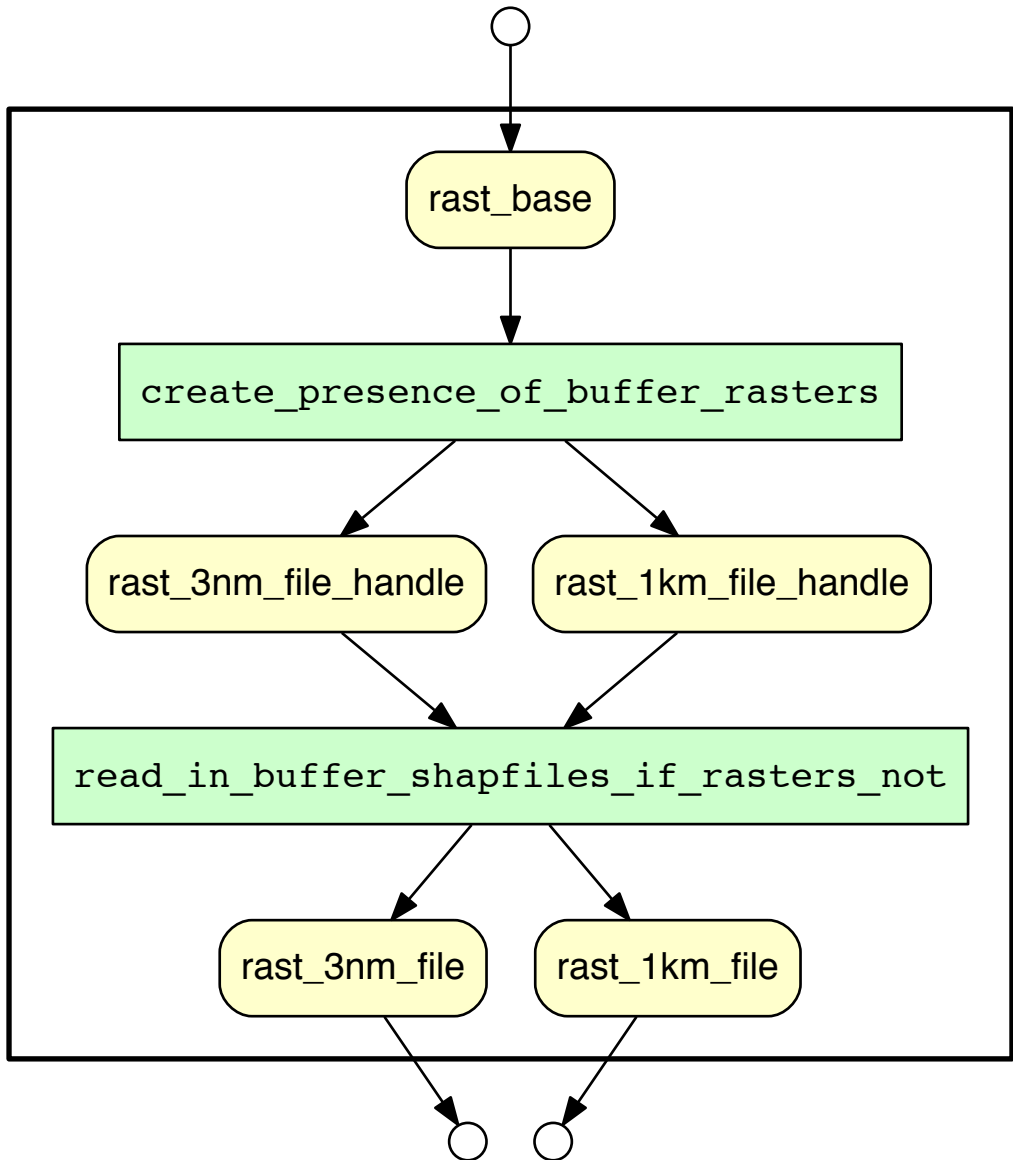 rast_base
create_presence_of_buffer_rasters
rast_3nm_file_handle
rast_1km_file_handle
read_in_buffer_shapfiles_if_rasters_not
rast_3nm_file
rast_1km_file